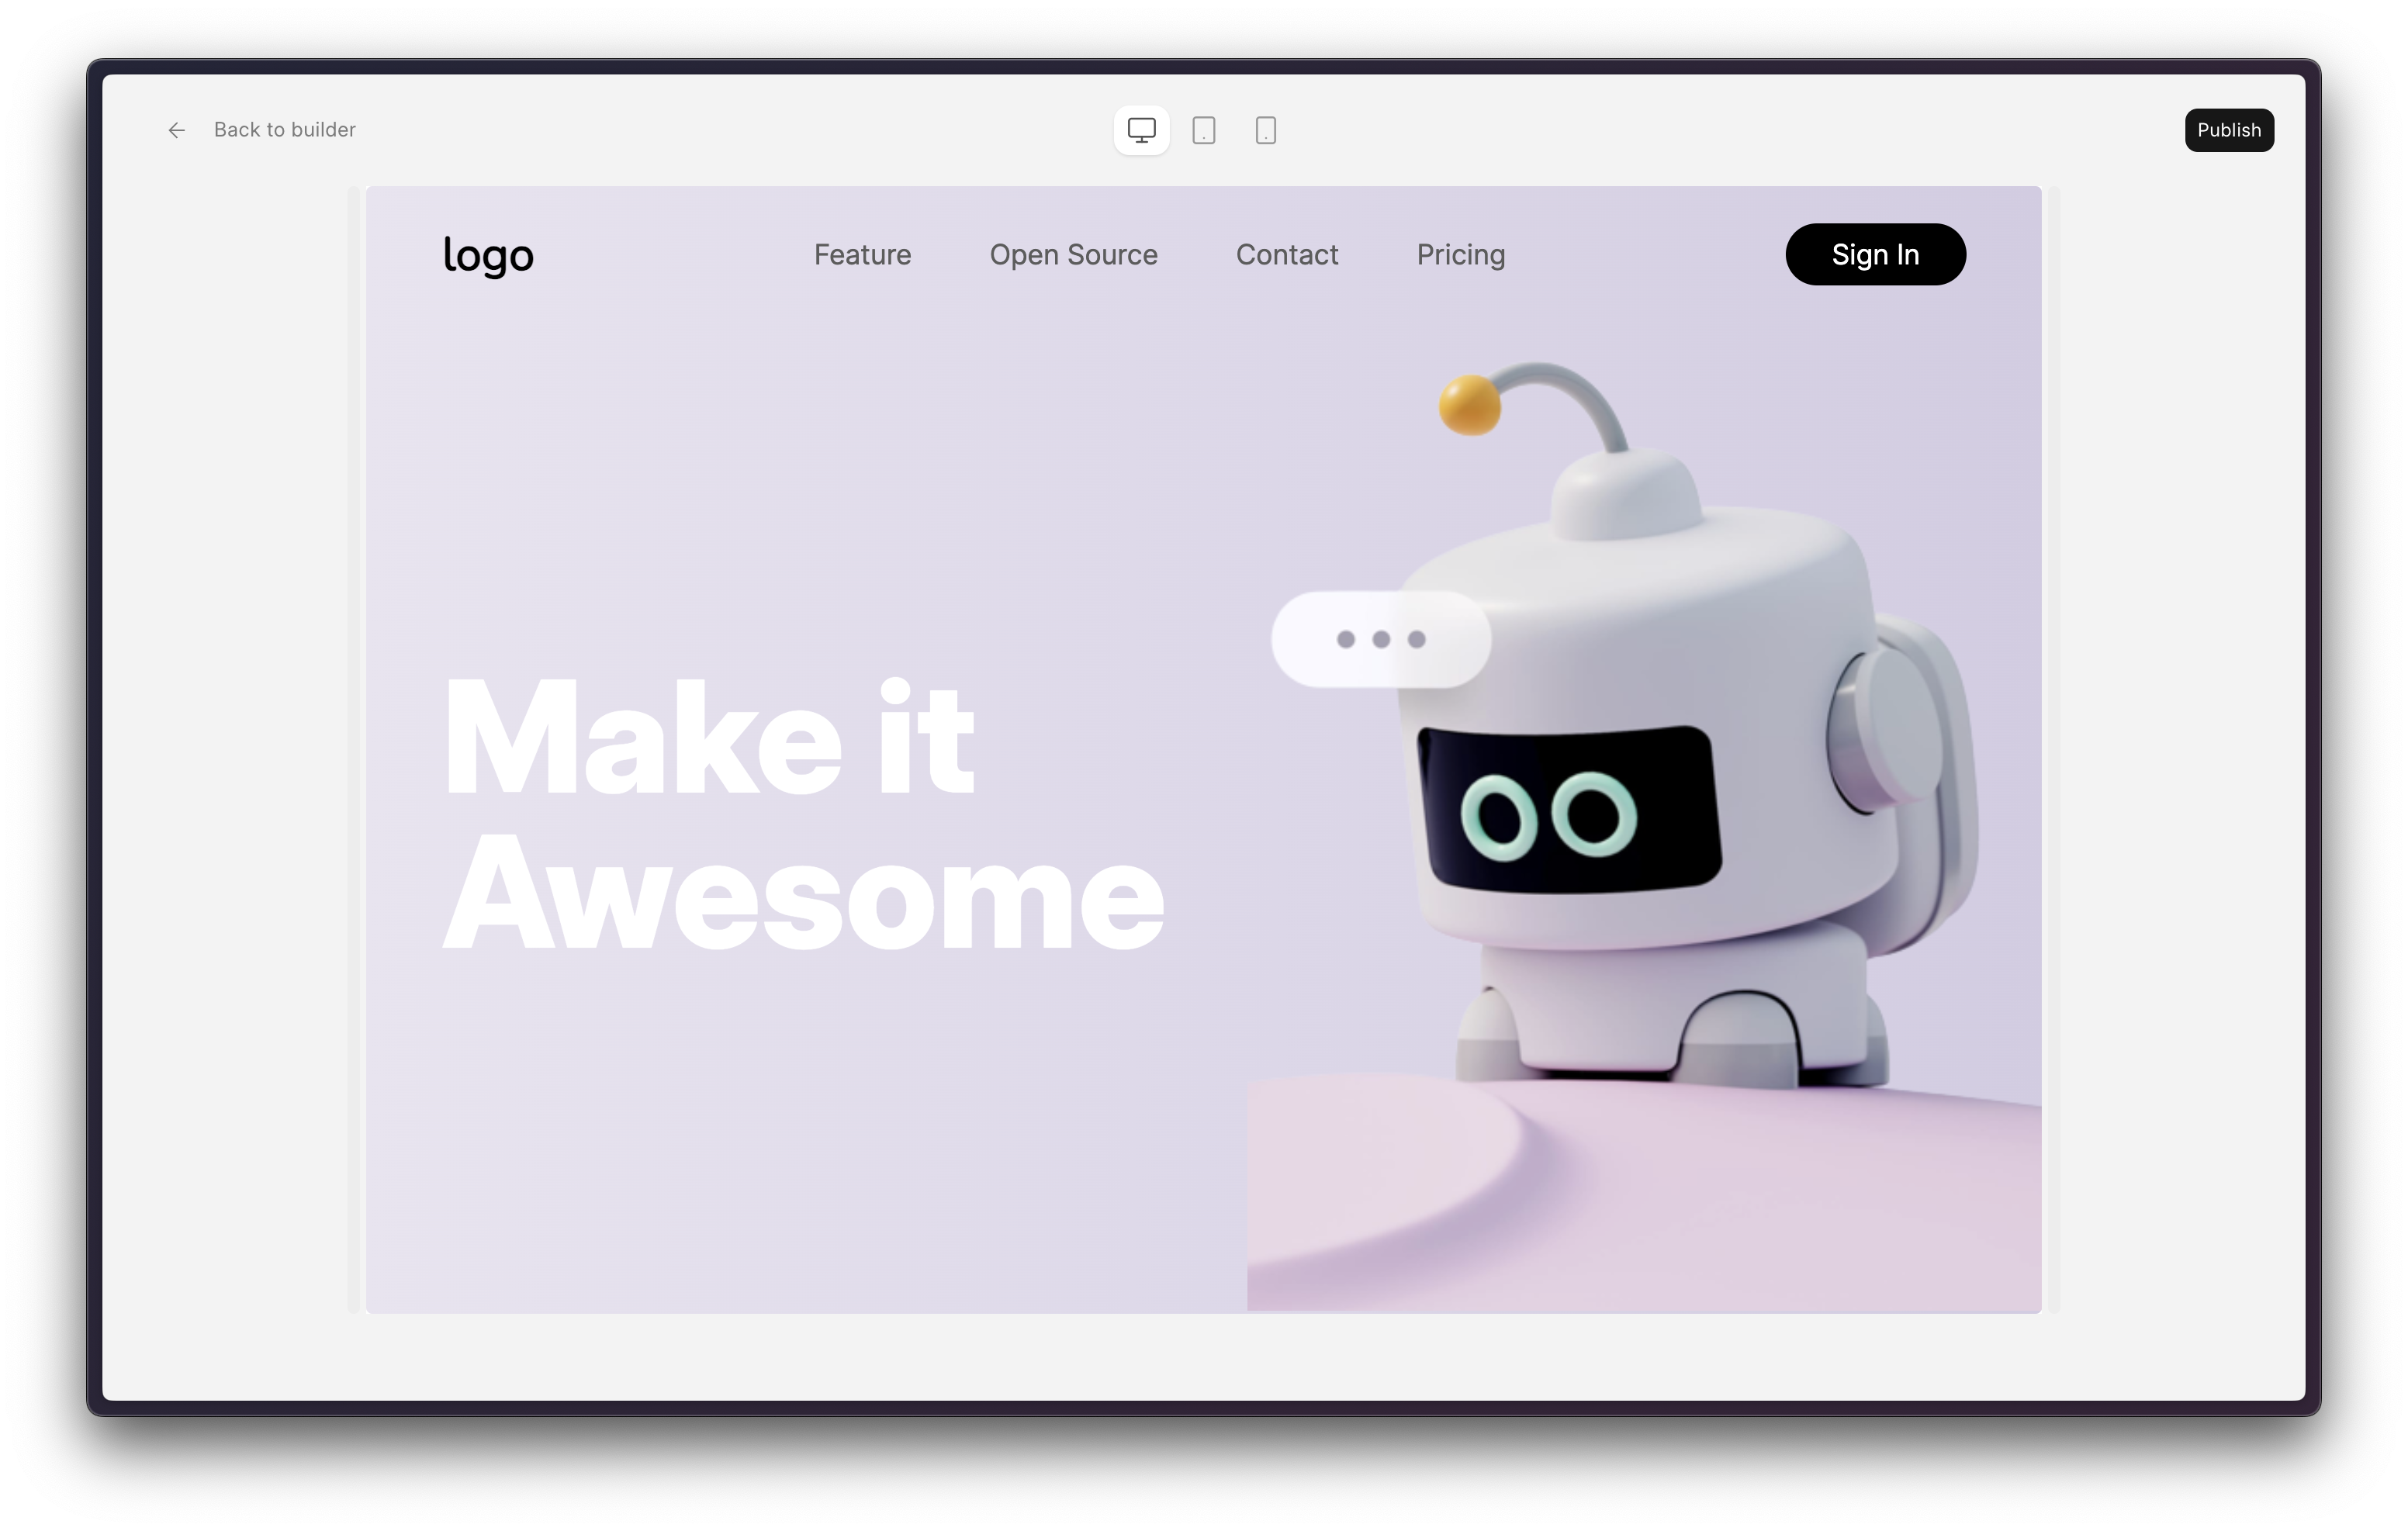 Back to builder
Publish
logo
Feature
Open Source
Contact
Pricing
Sign In
Make it
Awesome